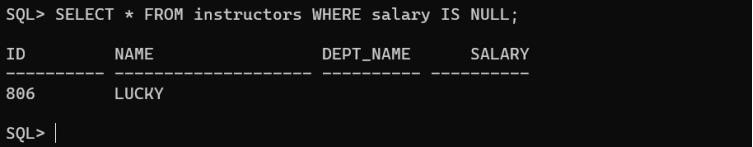 SQL> SELECT * FROM instructors WHERE salary IS NULL;
ID         NAME                 DEPT_NAME      SALARY
---------- -------------------- ---------- ----------
806        LUCKY
SQL>